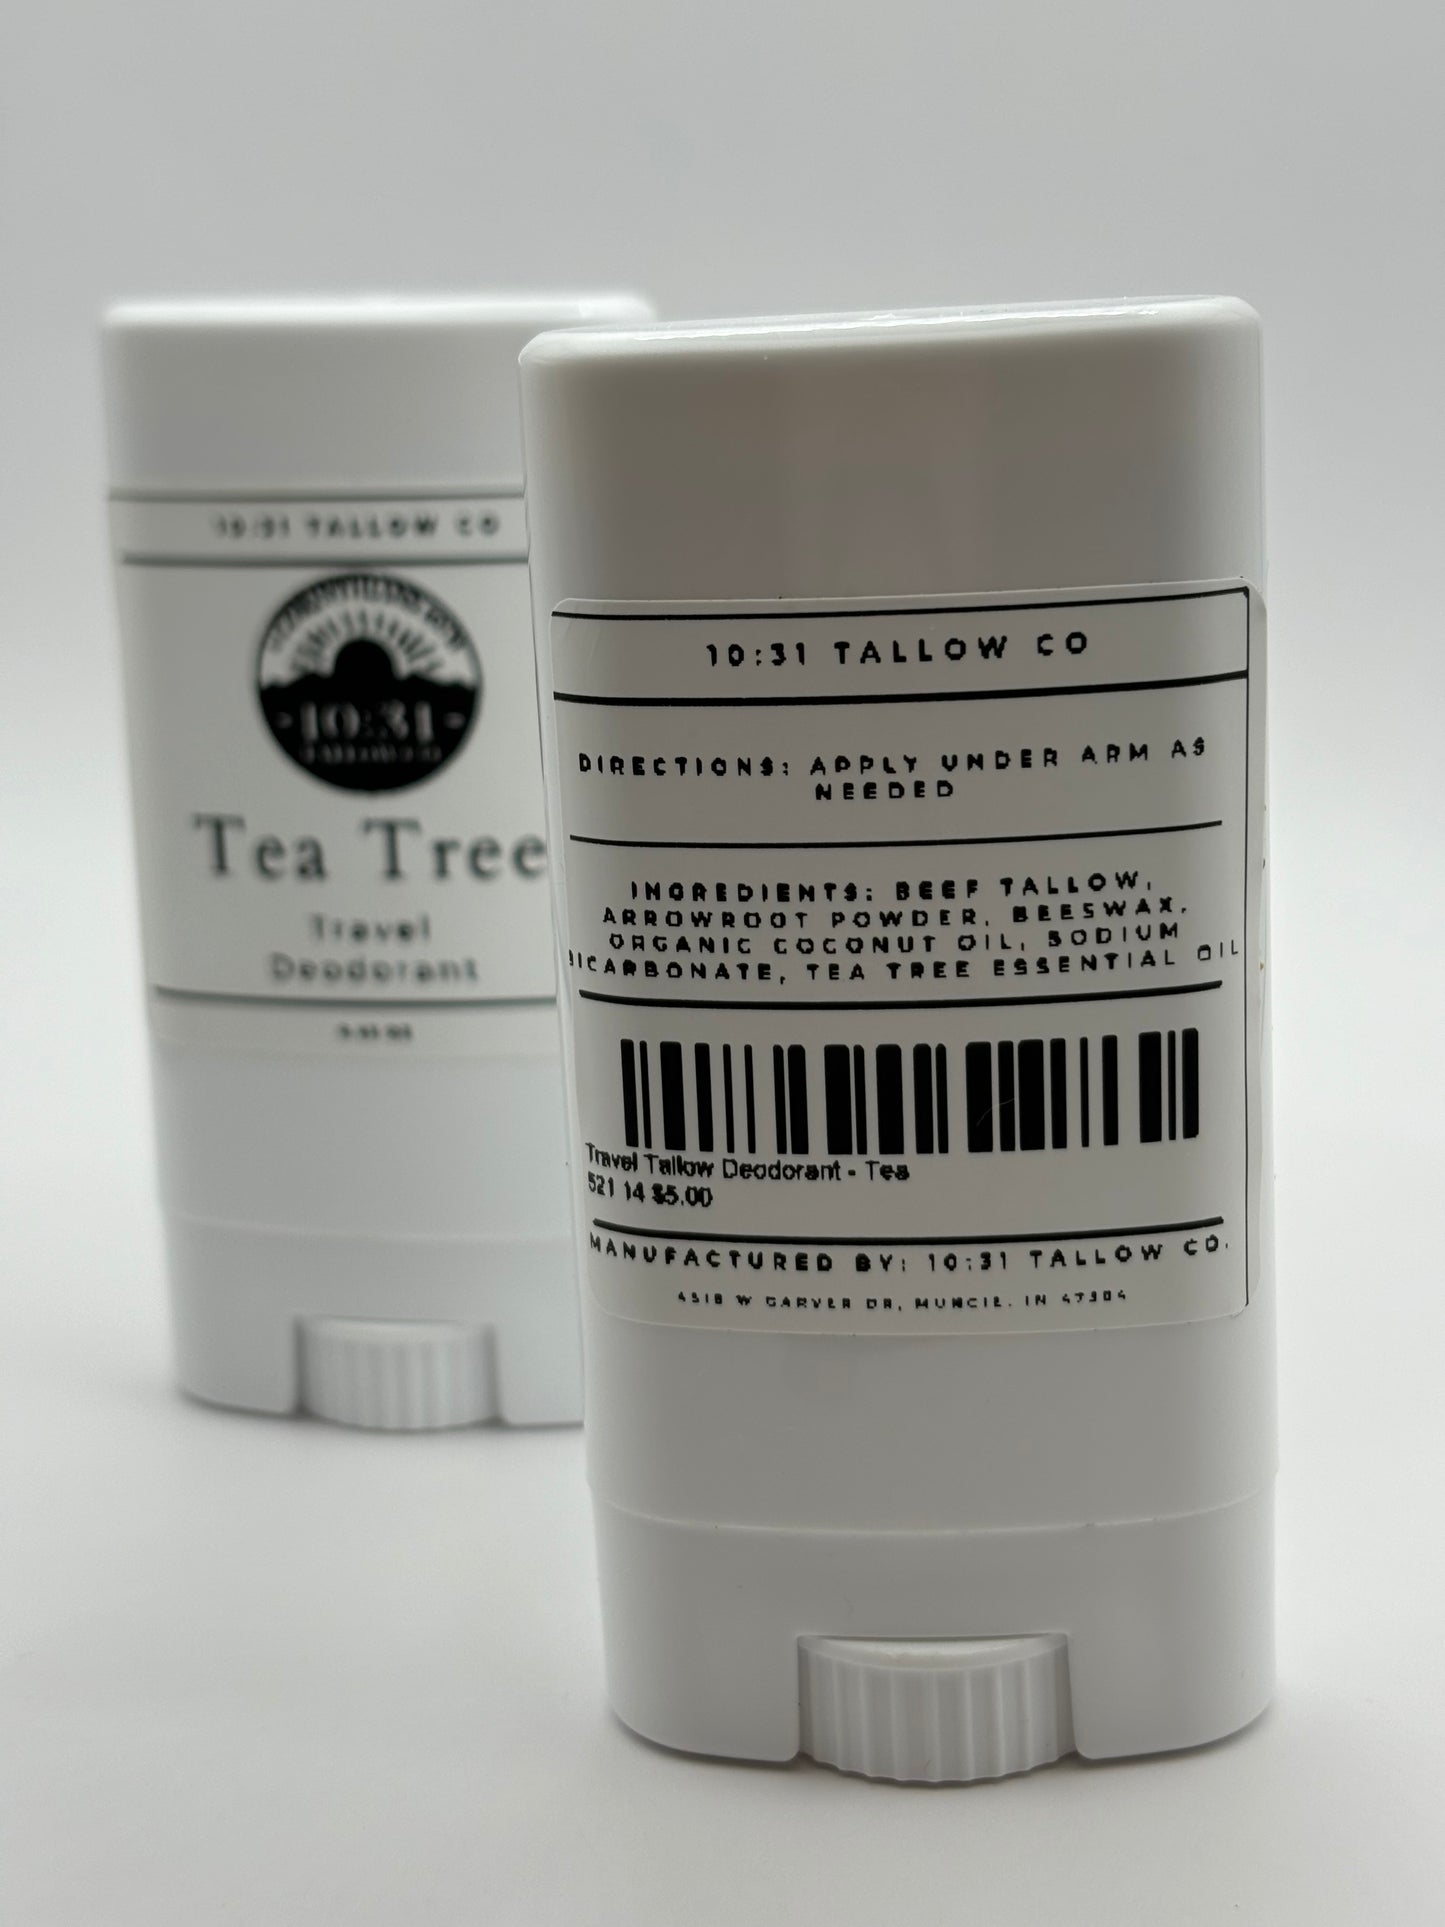 10:31 TALLOW CO
10:31
TALLOW CO
Tea Tree
Travel
Deodorant
10:31 TALLOW CO
DIRECTIONS: APPLY UNDER ARM AS
NEEDED
INGREDIENTS: BEEF TALLOW,
ARROWROOT POWDER, BEESWAX,
ORGANIC COCONUT OIL, SODIUM
BICARBONATE, TEA TREE ESSENTIAL OIL
Travel Tallow Deodorant - Tea
521 14 $5.00
MANUFACTURED BY: 10:31 TALLOW CO.
4518 W GARVER DR, MUNCIE, IN 47304